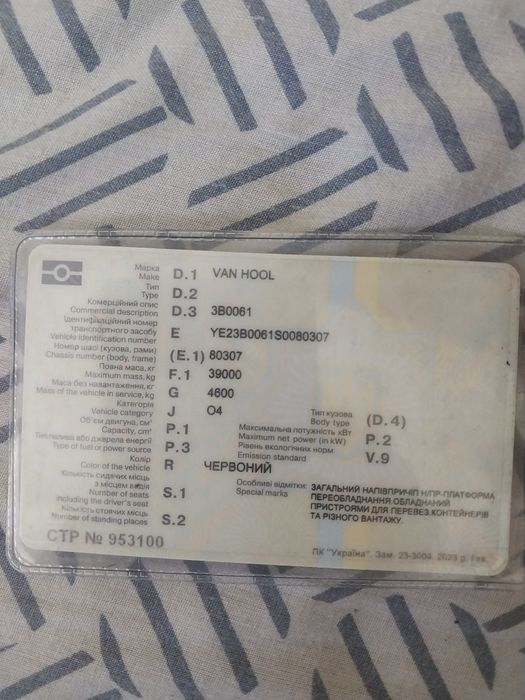 Марка
Make D.1 VAN HOOL
Тип
Type D.2
Комерційний опис
Commercial description D.3 3B0061
Ідентифікаційний номер
транспортного засобу
Vehicle identification number E YE23B0061S0080307
Номер шасі (кузова, рами)
Chassis number (body, frame) (E.1) 80307
Повна маса, кг
Maximum mass, kg F.1 39000
Маса без навантаження, кг
Mass of the vehicle in service, kg G 4600
Категорія
Vehicle category J O4
Об'єм двигуна, см³
Capacity, cm³ P.1
Тип палива або джерела енергії
Type of fuel or power source P.3
Колір
Color of the vehicle R ЧЕРВОНИЙ
Кількість сидячих місць
з місцем водія
Number of seats
including the driver's seat S.1
Кількість стоячих місць
Number of standing places S.2
Тип кузова
Body type (D.4)
Максимальна потужність кВт
Maximum net power (in kW) P.2
Рівень екологічних норм
Emission standard V.9
Особливі відмітки:
Special marks
ЗАГАЛЬНИЙ НАПІВПРИЧІП Н/ПР-ПЛАТФОРМА
ПЕРЕОБЛАДНАННЯ.ОБЛАДНАНИЙ
ПРИСТРОЯМИ ДЛЯ ПЕРЕВЕЗ.КОНТЕЙНЕРІВ
ТА РІЗНОГО ВАНТАЖУ.
СТР № 953100
ПК "Україна". Зам. 23-3004. 2023 р. І кв.